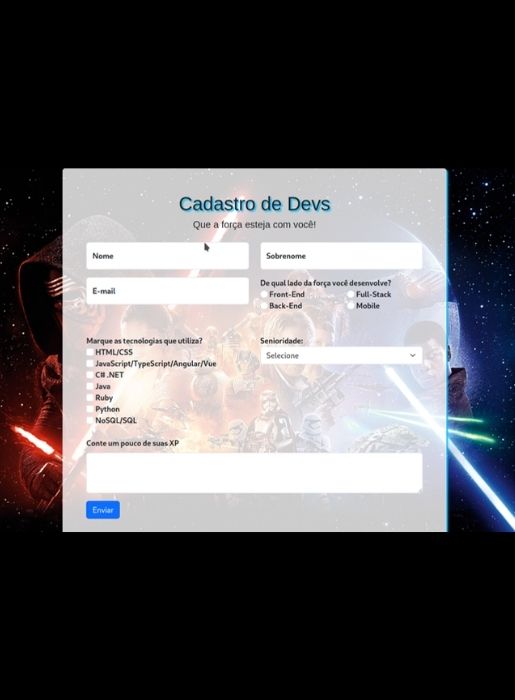 Cadastro de Devs
Que a força esteja com você!
Nome
Sobrenome
E-mail
De qual lado da força você desenvolve?
Front-End
Full-Stack
Back-End
Mobile
Marque as tecnologias que utiliza?
HTML/CSS
JavaScript/TypeScript/Angular/Vue
C# .NET
Java
Ruby
Python
NoSQL/SQL
Senioridade:
Selecione
Conte um pouco de suas XP
Enviar